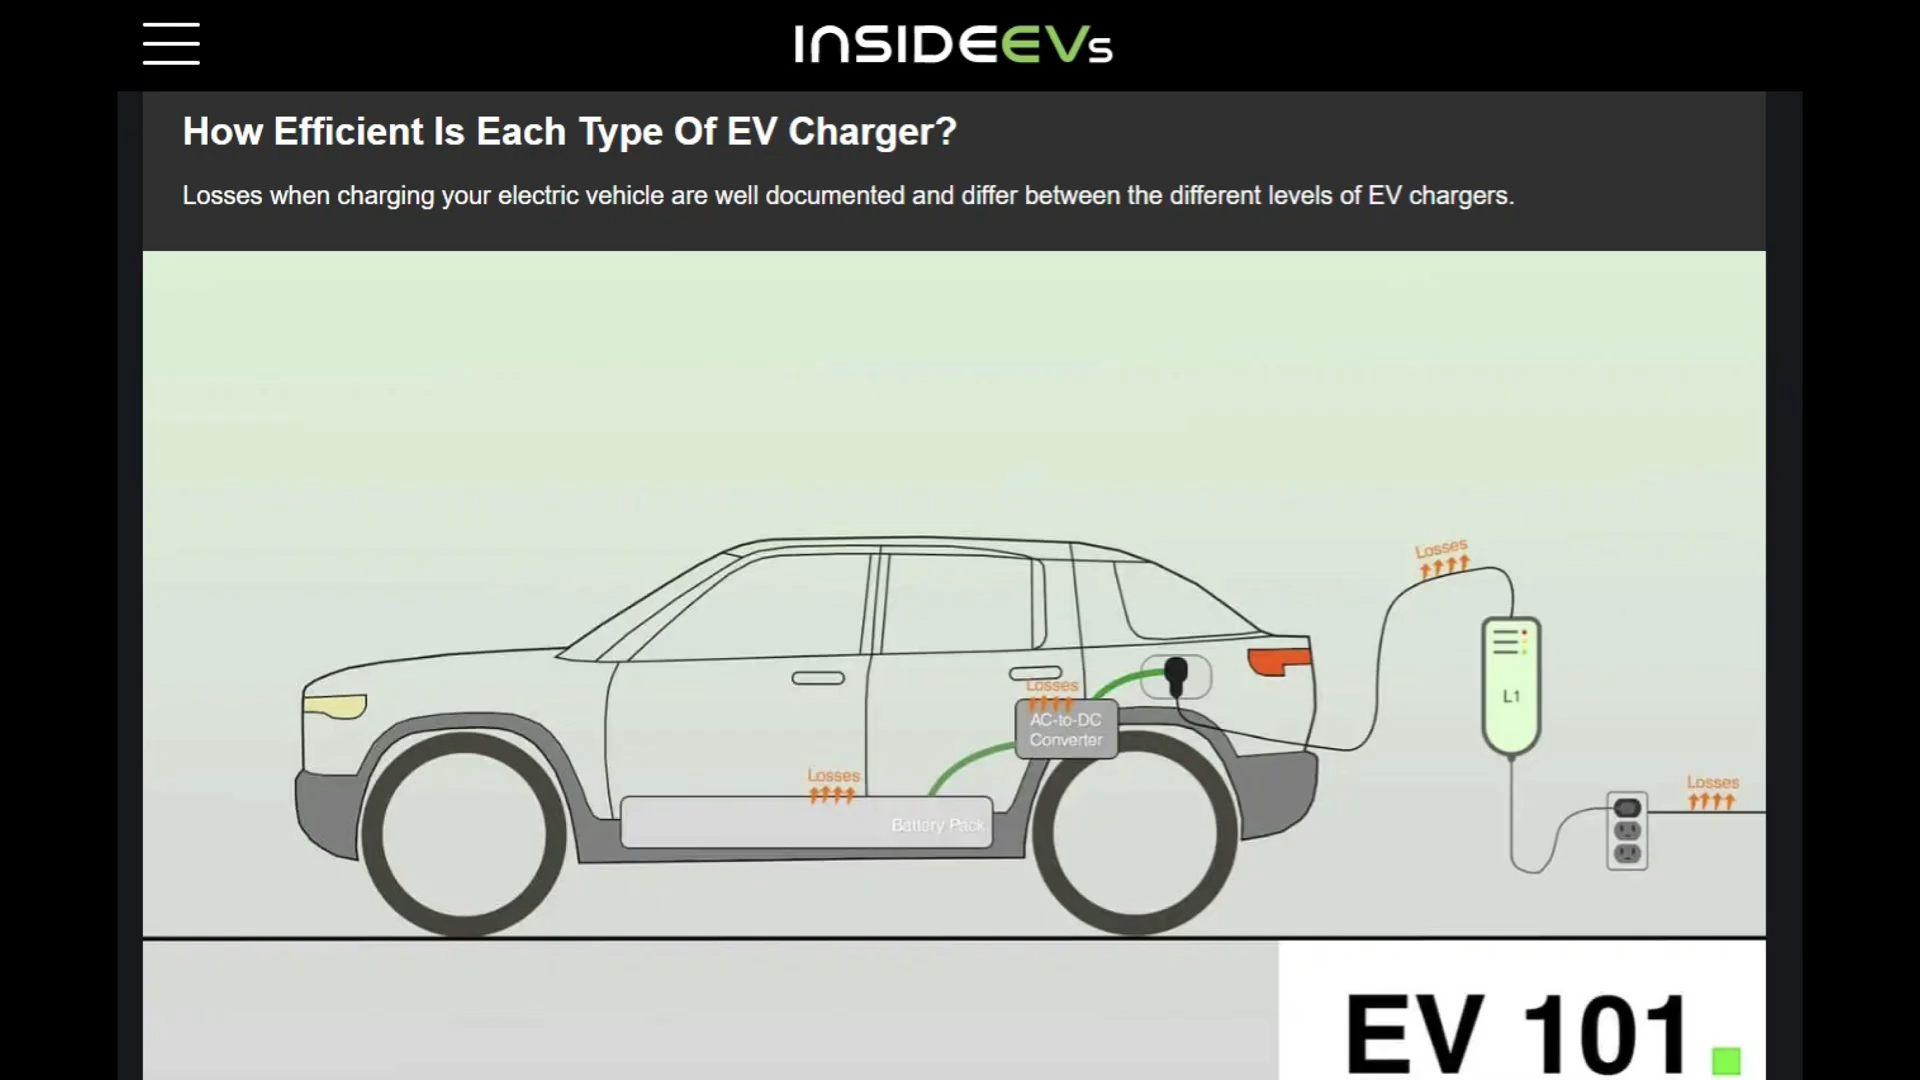 INSIDEEVs
How Efficient Is Each Type Of EV Charger?
Losses when charging your electric vehicle are well documented and differ between the different levels of EV chargers.
Losses
L1
Losses
AC-to-DC
Converter
Losses
Losses
Battery Pack
EV 101